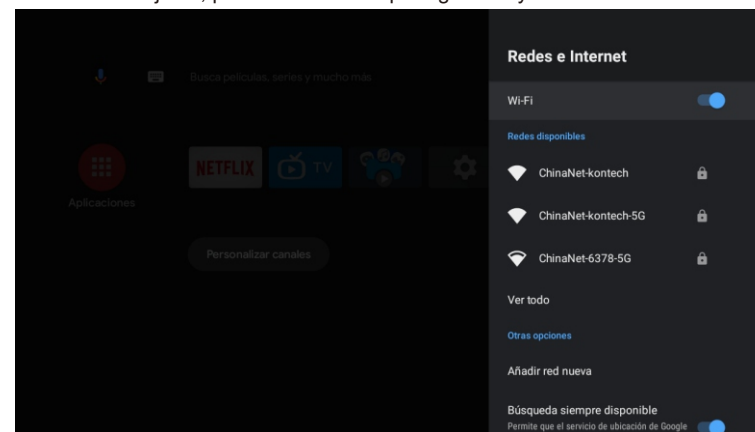 Busca películas, series y mucho más
NETFLIX
TV
Aplicaciones
Personalizar canales
Redes e Internet
Wi-Fi
Redes disponibles
ChinaNet-kontech
ChinaNet-kontech-5G
ChinaNet-6378-5G
Ver todo
Otras opciones
Añadir red nueva
Búsqueda siempre disponible
Permite que el servicio de ubicación de Google